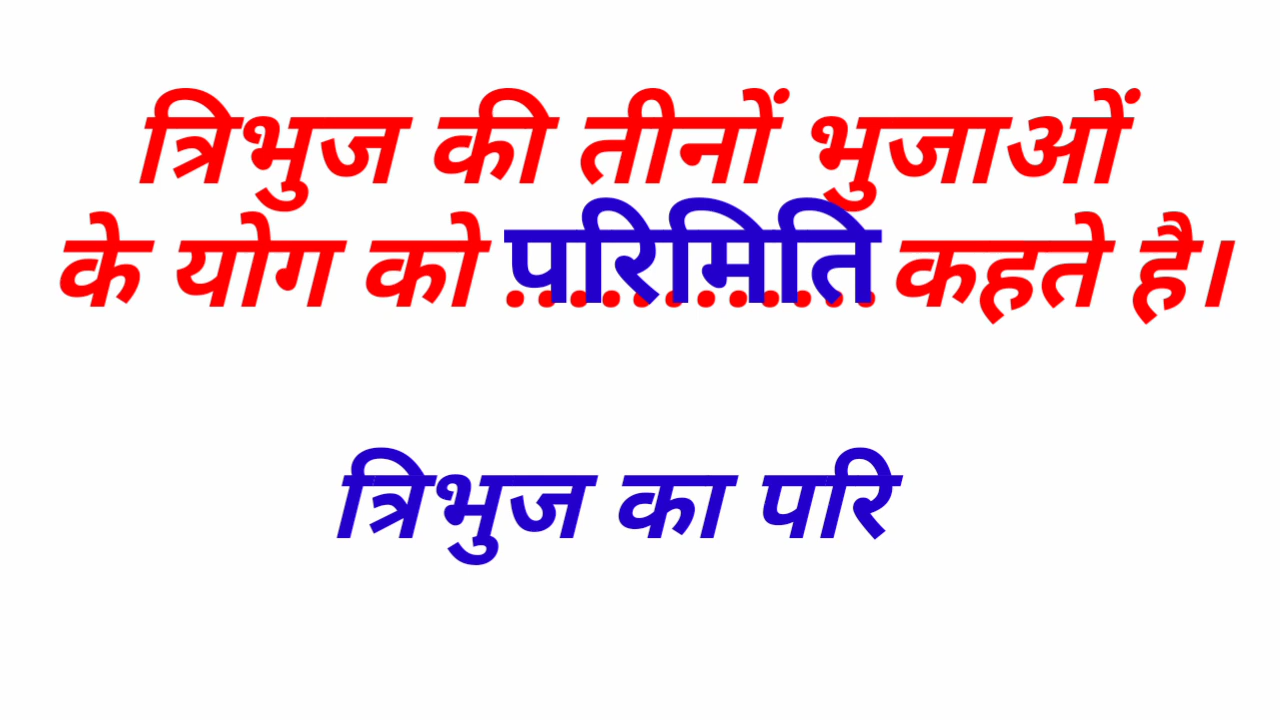 त्रिभुज की तीनों भुजाओं
के योग को परिमिति कहते है।
त्रिभुज का परि